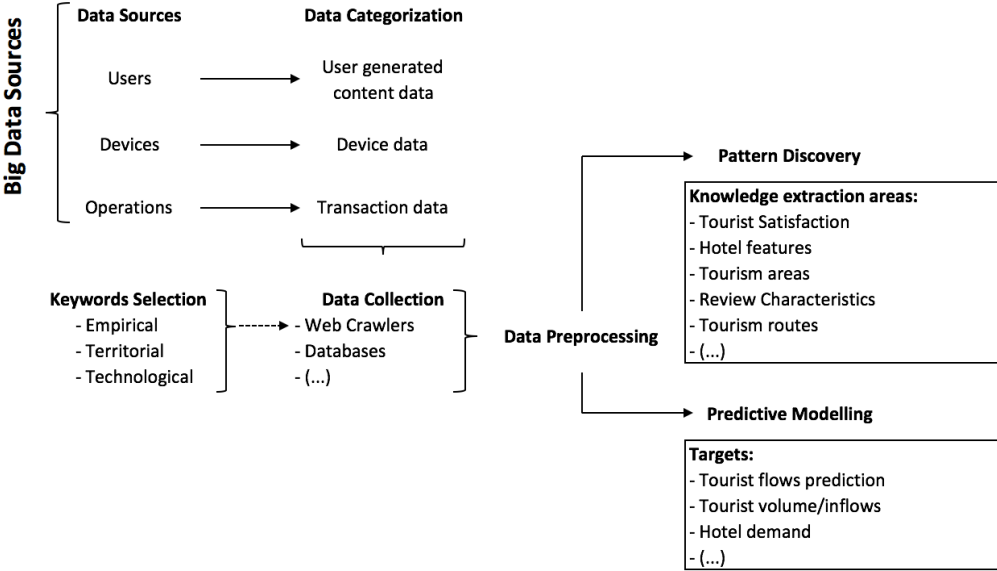 Big Data Sources
Data Sources
Data Categorization
Users
User generated
content data
Devices
Device data
Operations
Transaction data
Keywords Selection
- Empirical
- Territorial
- Technological
Data Collection
- Web Crawlers
- Databases
- (...)
Data Preprocessing
Pattern Discovery
Knowledge extraction areas:
- Tourist Satisfaction
- Hotel features
- Tourism areas
- Review Characteristics
- Tourism routes
- (...)
Predictive Modelling
Targets:
- Tourist flows prediction
- Tourist volume/inflows
- Hotel demand
- (...)